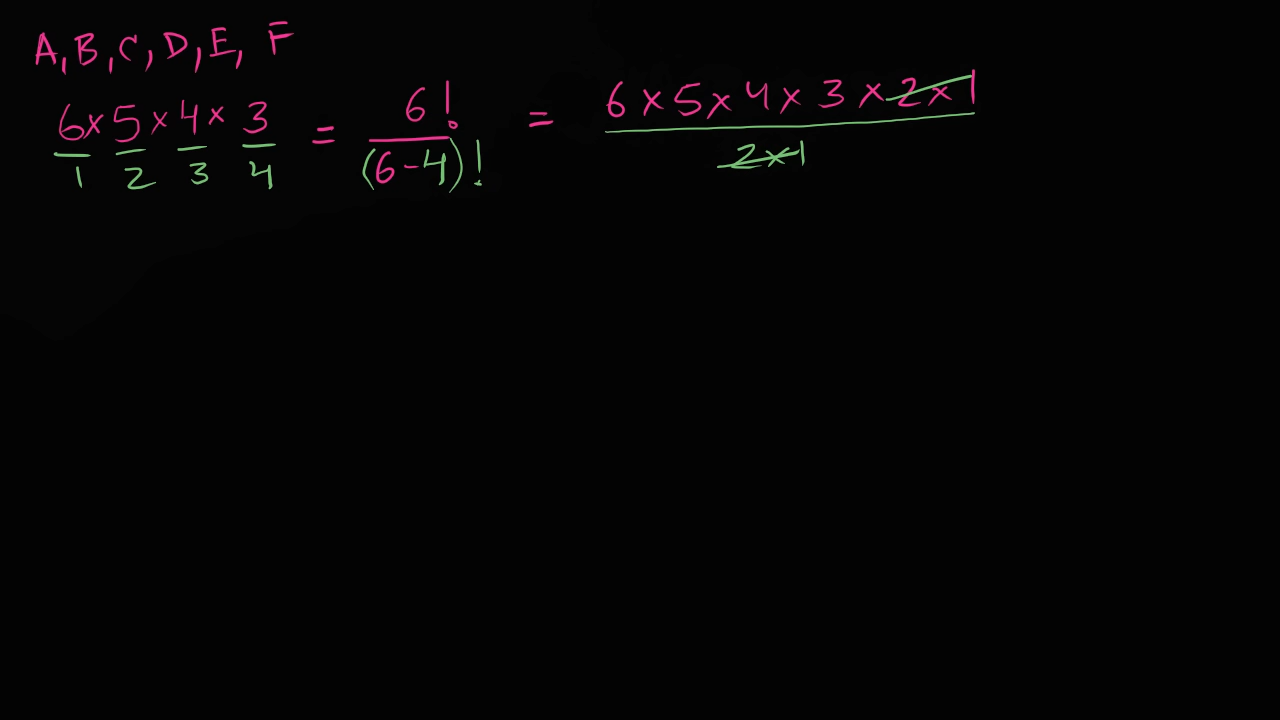 A, B, C, D, E, F
6 × 5 × 4 × 3 = 6! = 6 × 5 × 4 × 3 × 2 × 1
1 2 3 4 (6-4)! 2×1